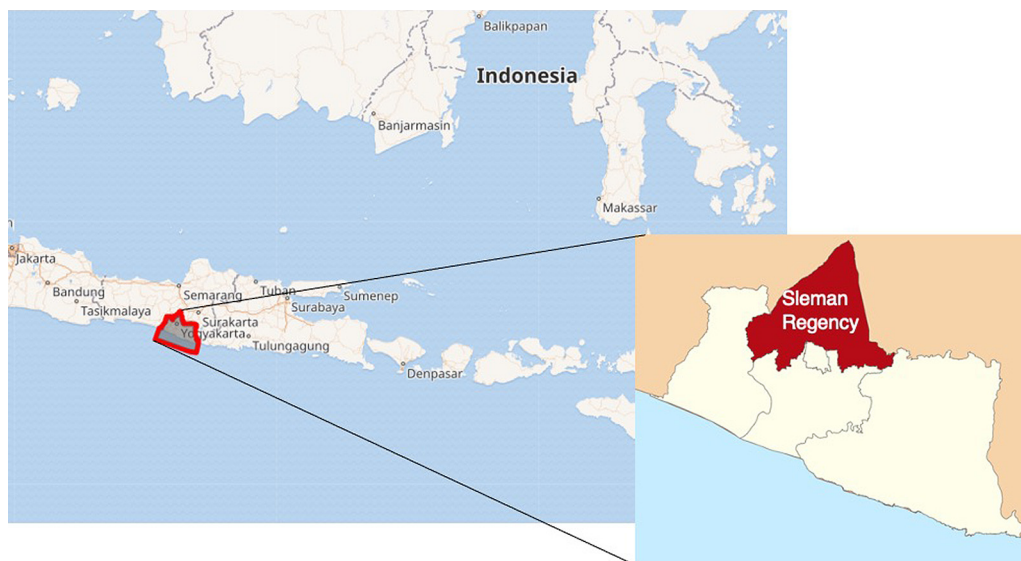 Balikpapan
Indonesia
Banjarmasin
Makassar
n
Jakarta
Bandung
Tasikmalaya
Semarang
Tuban
Sumenep
Surabaya
Surakarta
Yogyakarta
Tulungagung
Denpasar
Sleman
Regency